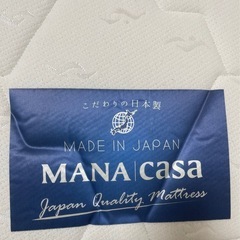 こだわりの日本製
MADE IN JAPAN
MANA casa
Japan Quality Mattress